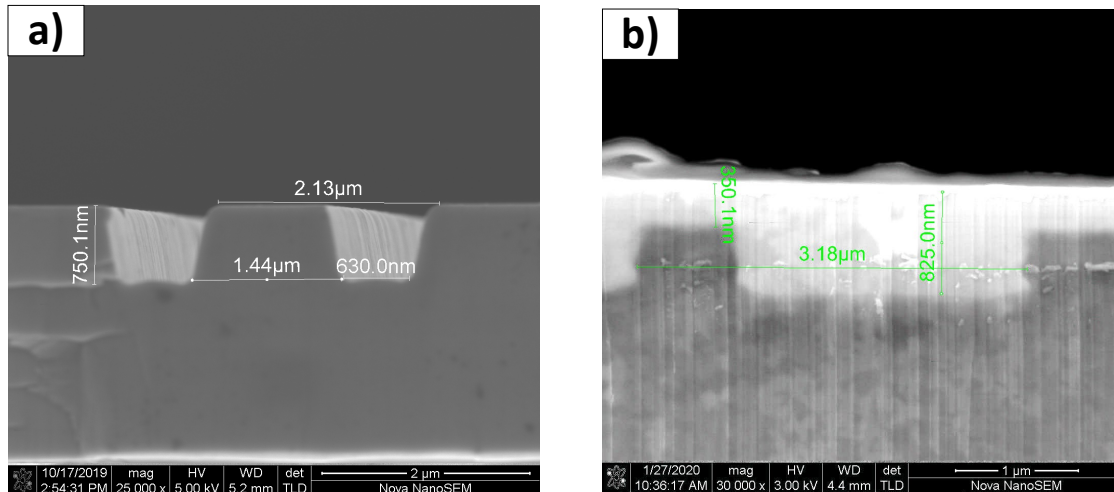 a)
2.13µm
750.1nm
1.44µm
630.0nm
10/17/2019 mag HV WD det
2:54:31 PM 25 000 x 5.00 kV 5.2 mm TLD
2 µm
Nova NanoSEM
b)
350.1nm
825.0nm
3.18µm
1/27/2020 mag HV WD det
10:36:17 AM 30 000 x 3.00 kV 4.4 mm TLD
1 µm
Nova NanoSEM